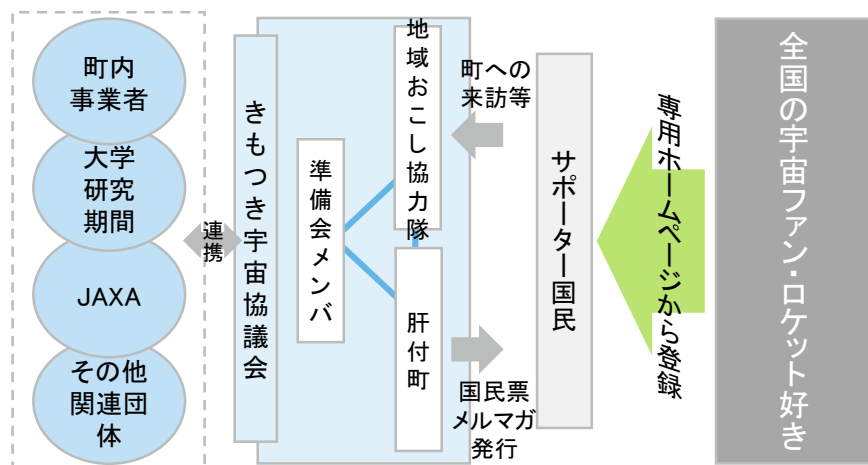 町内
事業者
大学
研究
期間
JAXA
その他
関連団
体
連携
きもつき宇宙協議会
準備会メンバ
地域おこし協力隊
肝付町
町への
来訪等
国民票
メルマガ
発行
サポーター国民
専用ホームページから登録
全国の宇宙ファン・ロケット好き